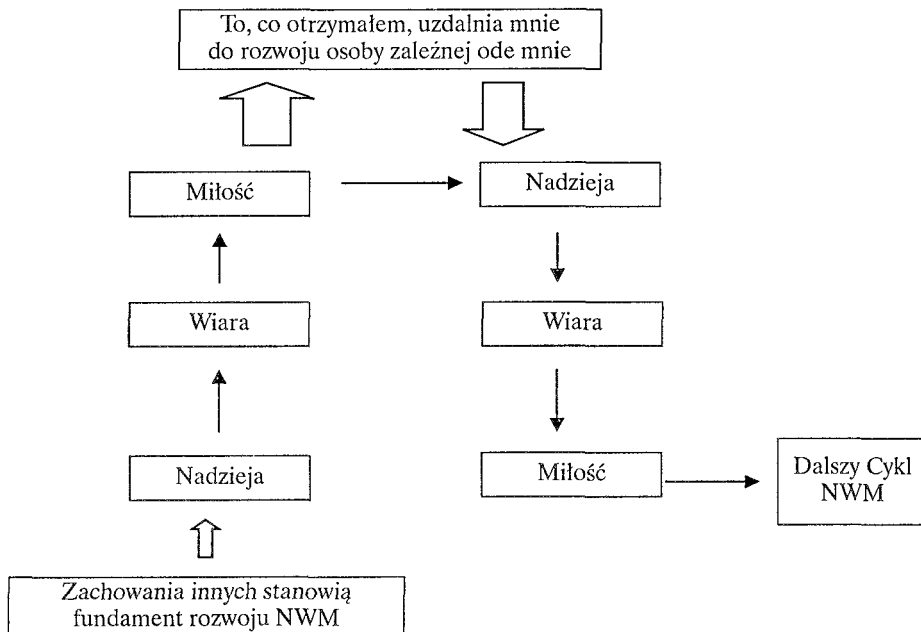 To, co otrzymałem, uzdalnia mnie
do rozwoju osoby zależnej ode mnie
Miłość
Nadzieja
Wiara
Wiara
Nadzieja
Miłość
Dalszy Cykl
NWM
Zachowania innych stanowią
fundament rozwoju NWM